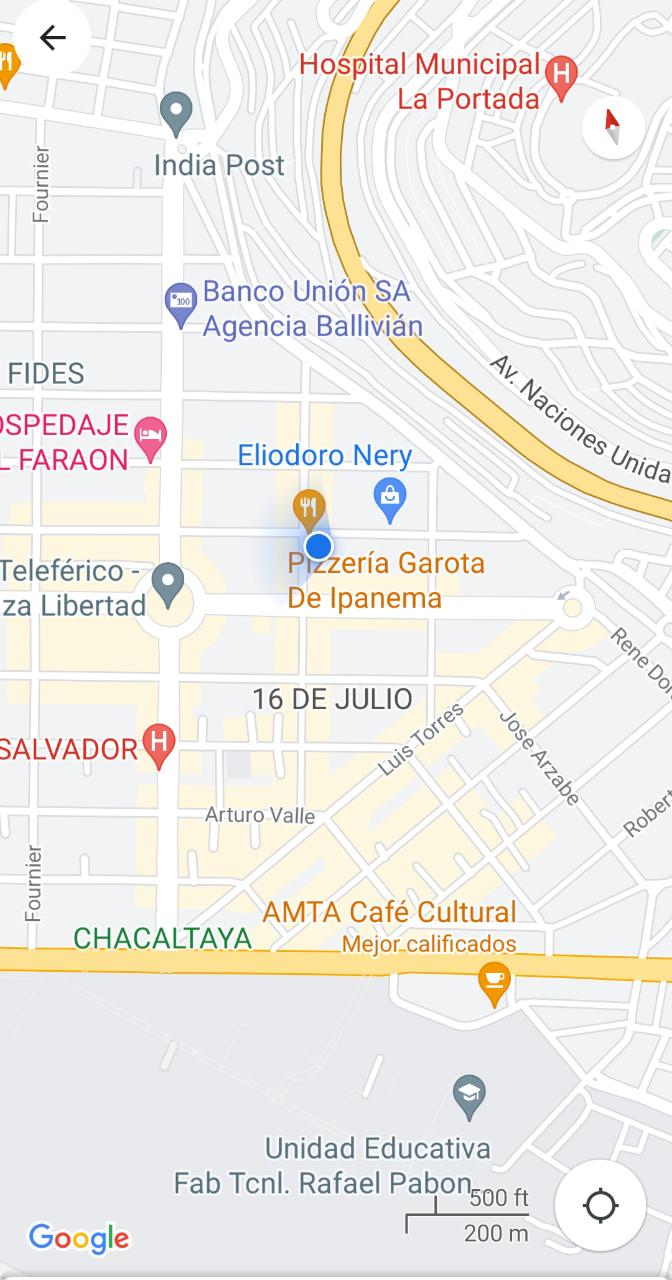 Hospital Municipal
La Portada
India Post
Fournier
Banco Unión SA
Agencia Ballivián
100
FIDES
Av. Naciones Unida
OSPEDAJE
L FARAON
Eliodoro Nery
Pizzería Garota
De Ipanema
Teleférico -
za Libertad
16 DE JULIO
Rene Dor
Luis Torres
Jose Arzabe
SALVADOR
Arturo Valle
Robert
Fournier
AMTA Café Cultural
Mejor calificados
CHACALTAYA
Unidad Educativa
Fab Tcnl. Rafael Pabon...
500 ft
200 m
Google